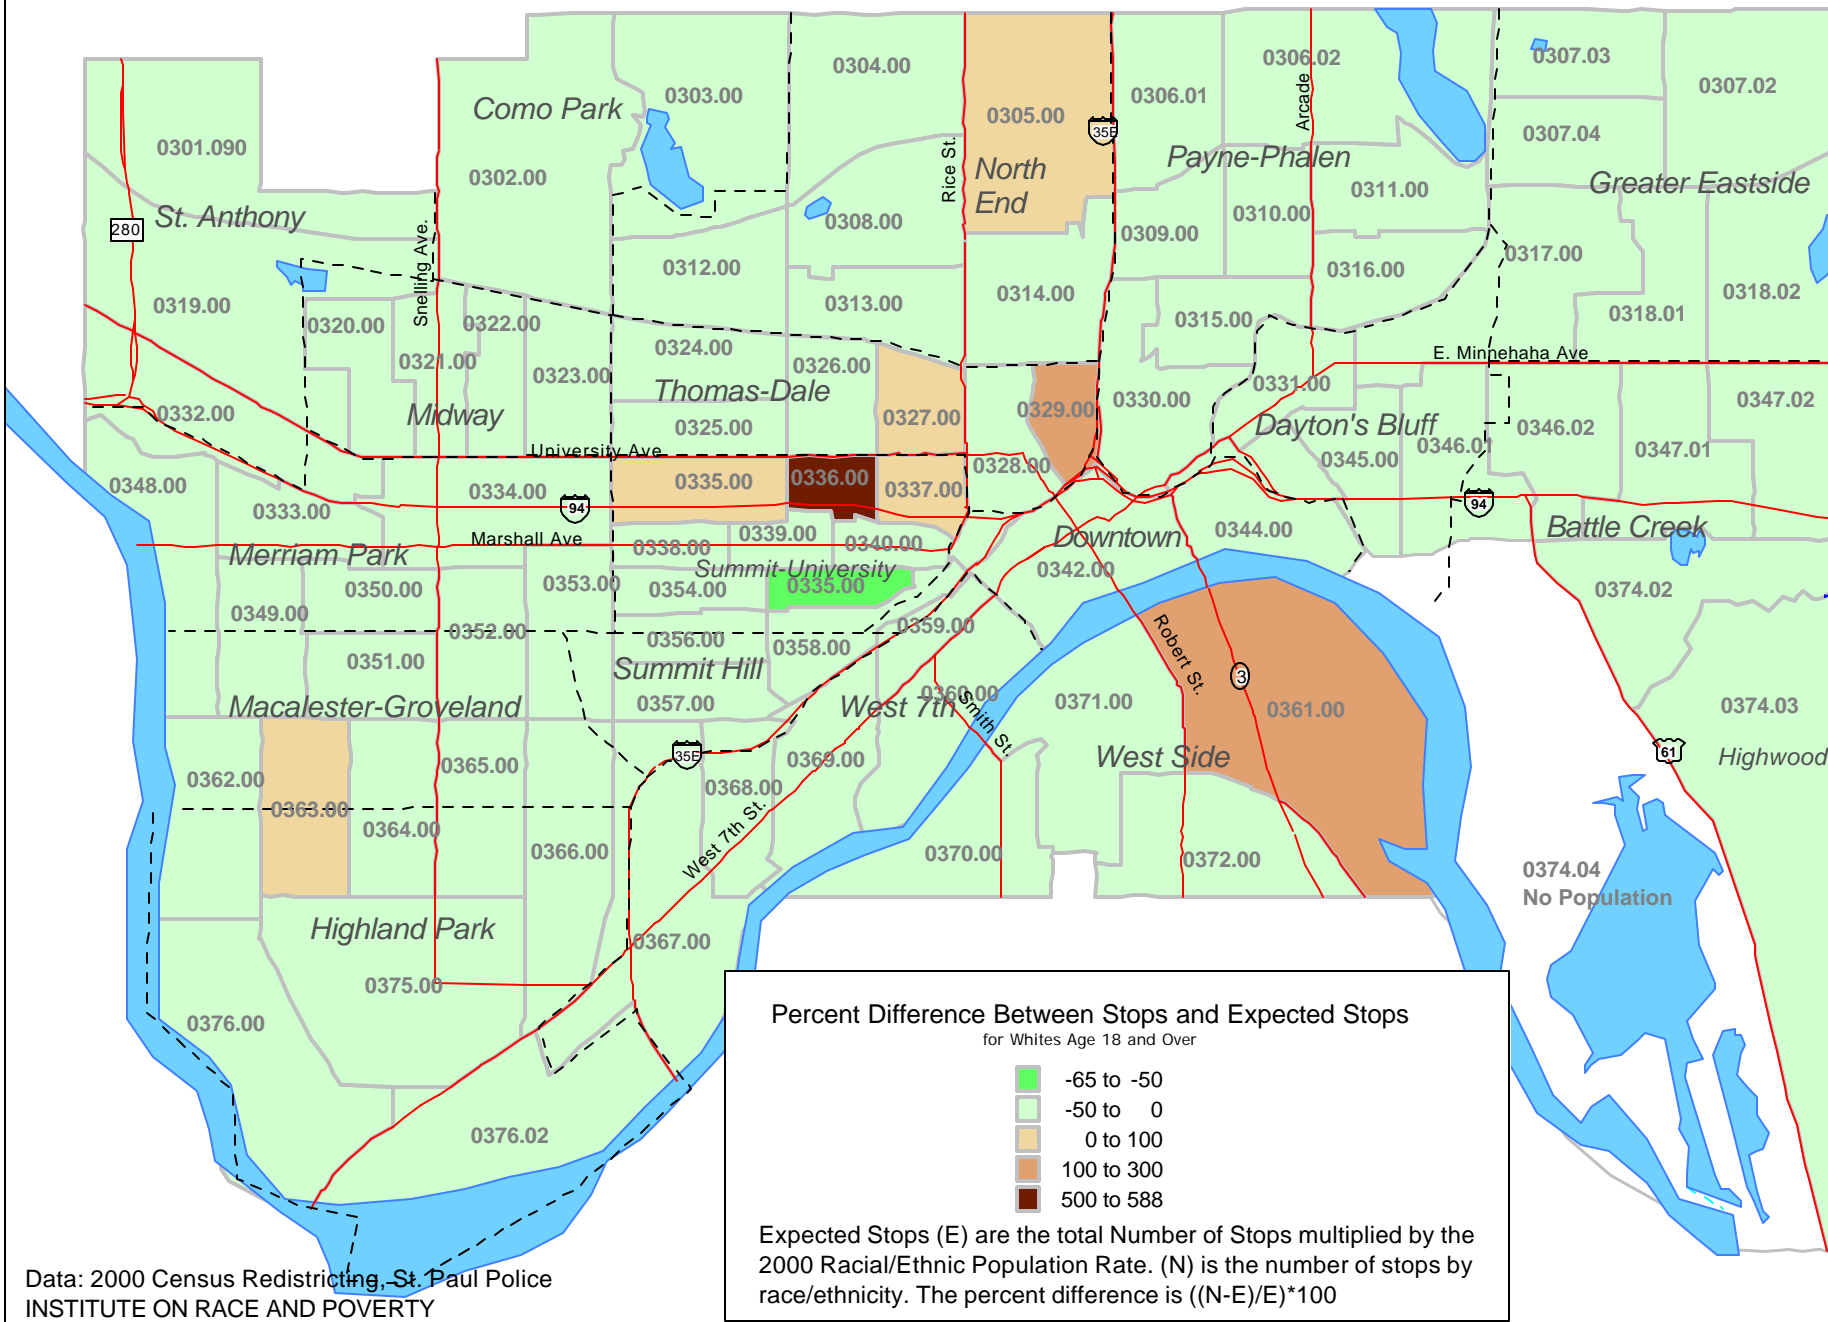 0304.00
0303.00
0305.00
0306.01
0306.02
0307.03
0307.02
0307.04
Como Park
Arcade
35E
0301.090
0302.00
Rice St.
North
End
Payne-Phalen
0311.00
Greater Eastside
280
St. Anthony
Snelling Ave.
0308.00
0309.00
0310.00
0312.00
0316.00
0317.00
0319.00
0313.00
0314.00
0318.02
0320.00
0322.00
0315.00
0318.01
0321.00
0324.00
0326.00
E. Minnehaha Ave
0323.00
Thomas-Dale
0331.00
0332.00
Midway
0325.00
0327.00
0329.00
0330.00
Dayton's Bluff
0346.02
0347.02
University Ave
0346.01
0347.01
0348.00
0334.00
0335.00
0336.00
0337.00
0328.00
0345.00
0333.00
94
94
Marshall Ave
0338.00
0339.00
0340.00
Downtown
0344.00
Battle Creek
Merriam Park
Summit-University
0342.00
0349.00
0350.00
0353.00
0354.00
0335.00
0374.02
0352.00
0356.00
0358.00
0359.00
0351.00
Summit Hill
Robert St.
3
Macalester-Groveland
0357.00
West 7th
0360.00
Smith St.
0371.00
0361.00
0374.03
35E
West Side
61
Highwood
0362.00
0365.00
0368.00
0369.00
0363.00
0364.00
0366.00
West 7th St.
0370.00
0372.00
0374.04
No Population
Highland Park
0367.00
0375.00
0376.00
0376.02
Percent Difference Between Stops and Expected Stops
for Whites Age 18 and Over
-65 to -50
-50 to 0
0 to 100
100 to 300
500 to 588
Expected Stops (E) are the total Number of Stops multiplied by the
2000 Racial/Ethnic Population Rate. (N) is the number of stops by
race/ethnicity. The percent difference is ((N-E)/E)*100
Data: 2000 Census Redistricting, St. Paul Police
INSTITUTE ON RACE AND POVERTY